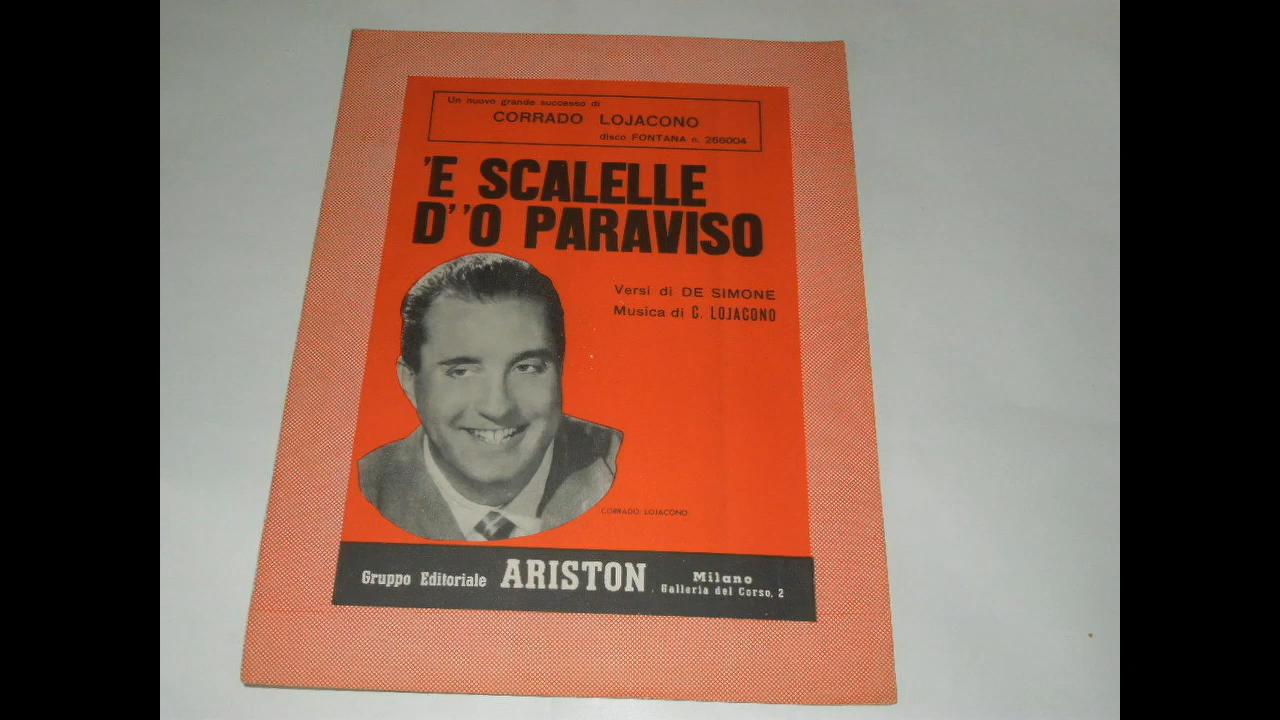 Un nuovo grande successo di
CORRADO LOJACONO
disco FONTANA n. 266004
'E SCALELLE
D' 'O PARAVISO
Versi di DE SIMONE
Musica di C. LOJACONO
CORRADO LOJACONO
Gruppo Editoriale ARISTON . Milano
Galleria del Corso, 2